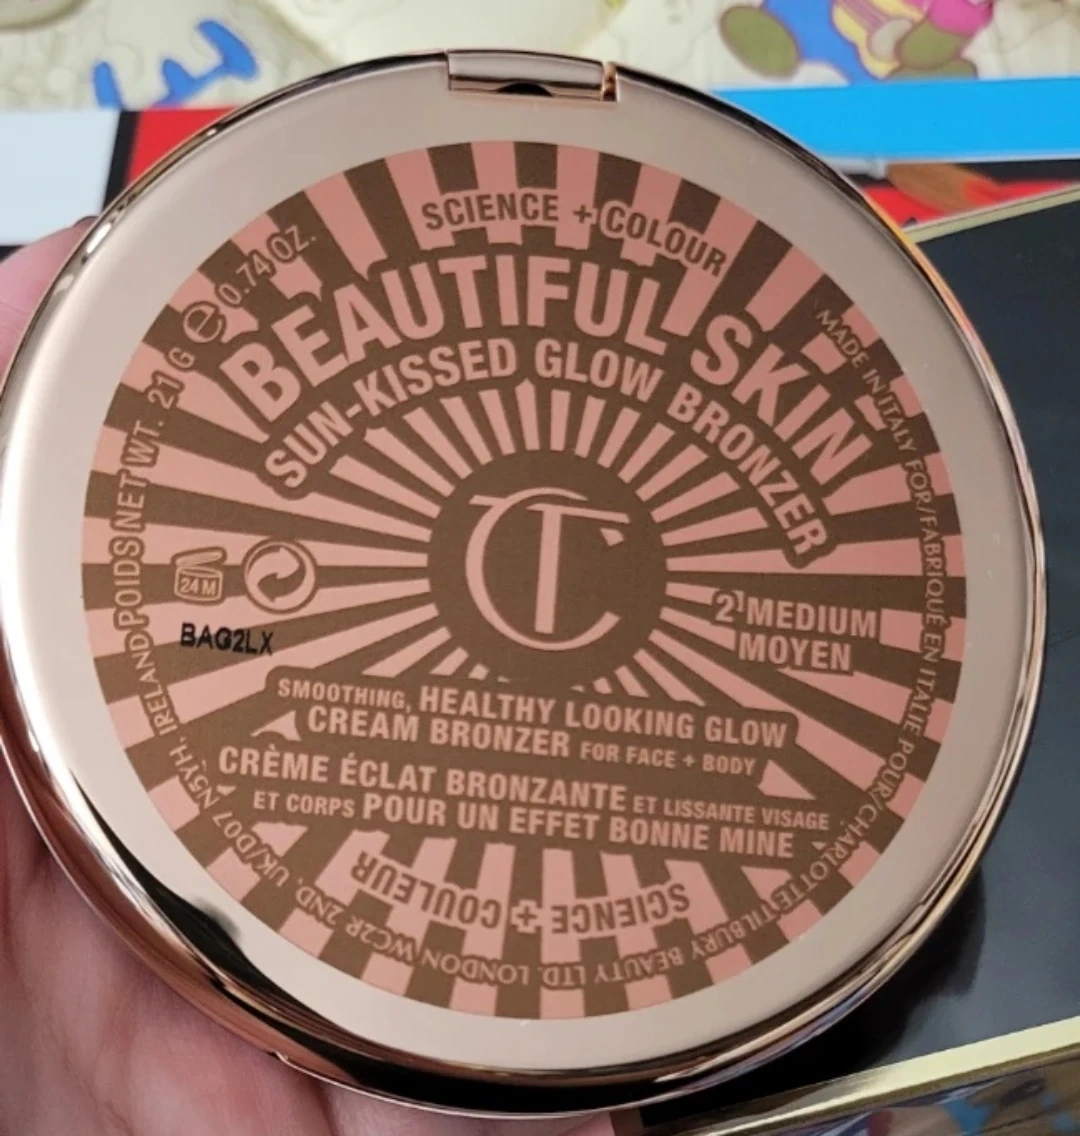 SCIENCE + COLOUR
BEAUTIFUL SKIN
SUN-KISSED GLOW BRONZER
CT
2 MEDIUM
MOYEN
24 M
BAG2LX
SMOOTHING, HEALTHY LOOKING GLOW
CREAM BRONZER FOR FACE + BODY
CRÈME ÉCLAT BRONZANTE ET LISSANTE VISAGE
ET CORPS POUR UN EFFET BONNE MINE
SCIENCE + COULEUR
MADE IN ITALY FOR/FABRIQUÉ EN ITALIE POUR/CHARLOTTE TILBURY BEAUTY LTD. LONDON WC2R 2ND, UK/D07 N5YH, IRELAND
POIDS NET WT. 21 G e 0.74 OZ.